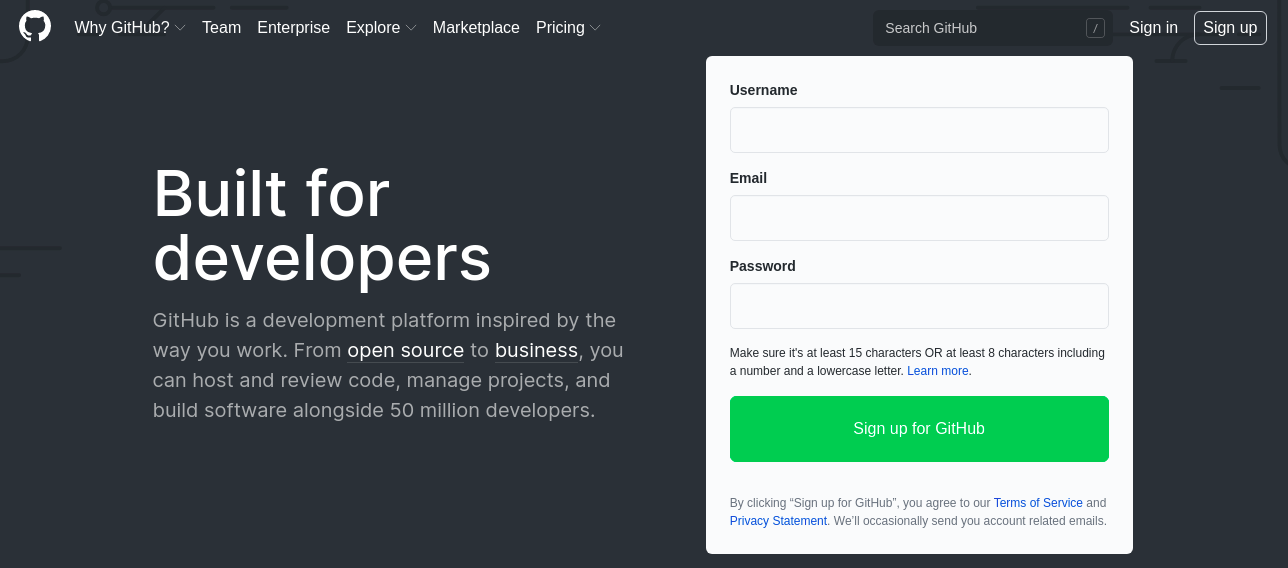 Why GitHub? Team Enterprise Explore Marketplace Pricing Search GitHub / Sign in Sign up
Built for
developers
GitHub is a development platform inspired by the
way you work. From open source to business, you
can host and review code, manage projects, and
build software alongside 50 million developers.
Username
Email
Password
Make sure it's at least 15 characters OR at least 8 characters including
a number and a lowercase letter. Learn more.
Sign up for GitHub
By clicking “Sign up for GitHub”, you agree to our Terms of Service and
Privacy Statement. We’ll occasionally send you account related emails.